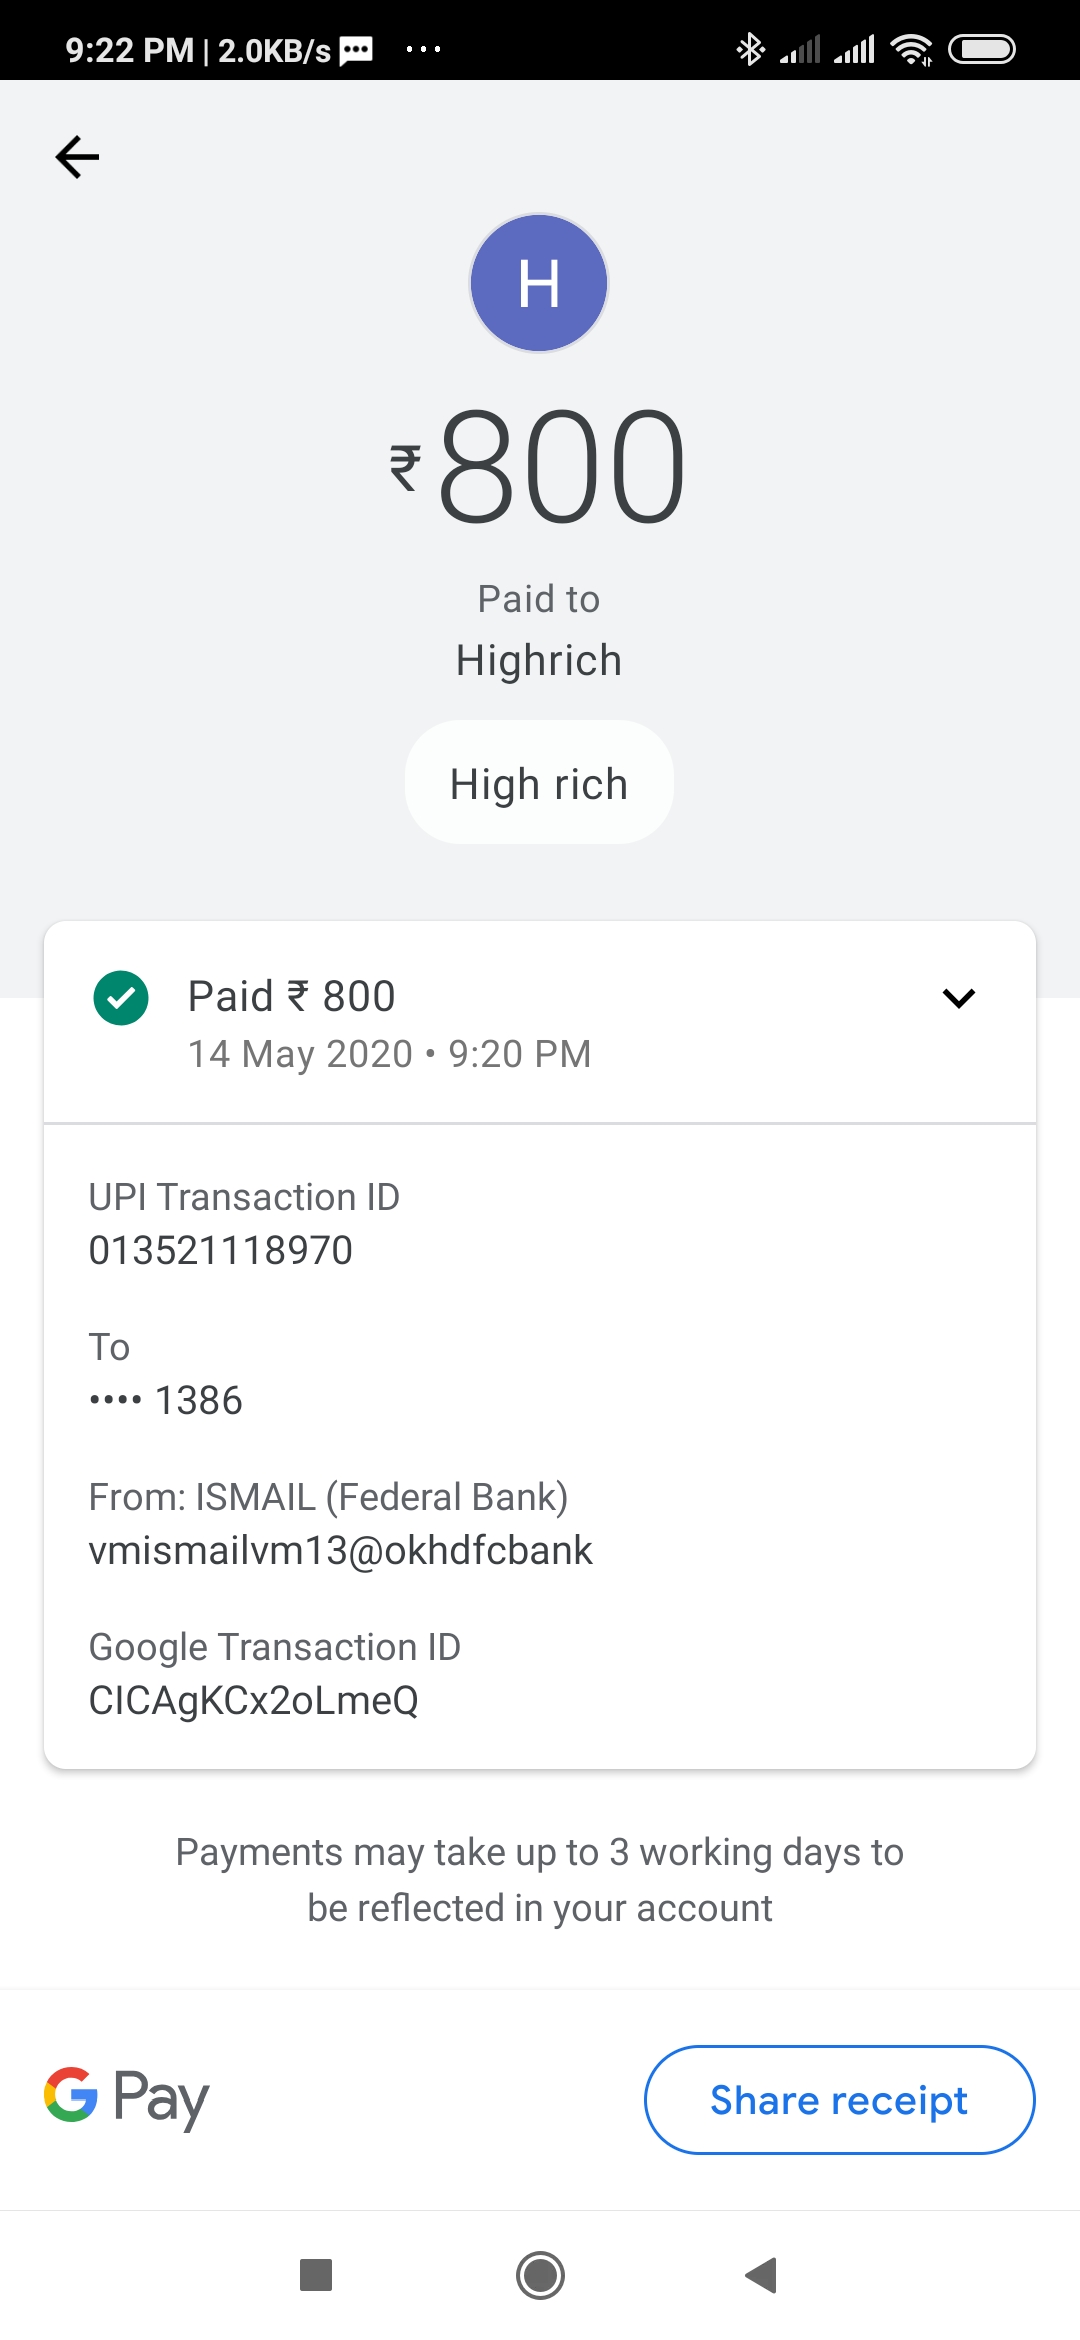 9:22 PM | 2.0KB/s
H
₹800
Paid to
Highrich
High rich
Paid ₹ 800
14 May 2020 • 9:20 PM
UPI Transaction ID
013521118970
To
•••• 1386
From: ISMAIL (Federal Bank)
vmismailvm13@okhdfcbank
Google Transaction ID
CICAgKCx2oLmeQ
Payments may take up to 3 working days to
be reflected in your account
G Pay
Share receipt